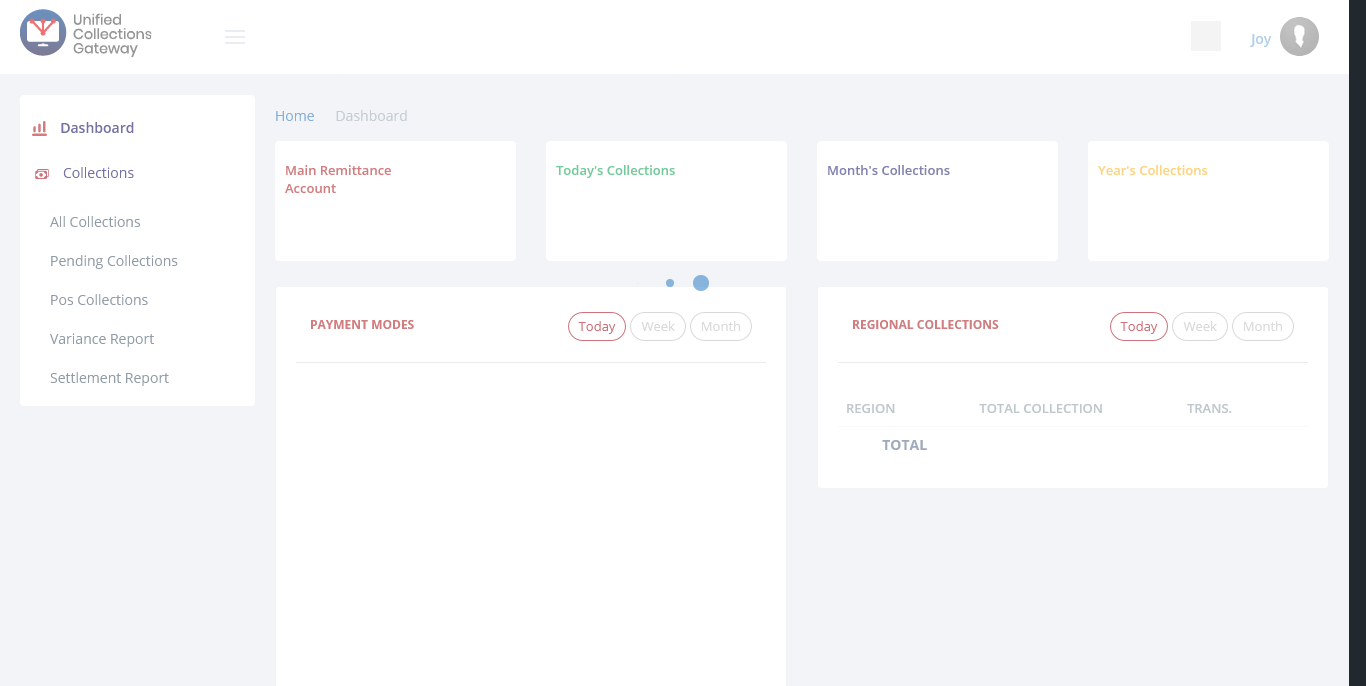 Unified
Collections
Gateway
Joy
Dashboard
Collections
All Collections
Pending Collections
Pos Collections
Variance Report
Settlement Report
Home Dashboard
Main Remittance
Account
Today's Collections
Month's Collections
Year's Collections
PAYMENT MODES
Today Week Month
REGIONAL COLLECTIONS
Today Week Month
REGION TOTAL COLLECTION TRANS.
TOTAL